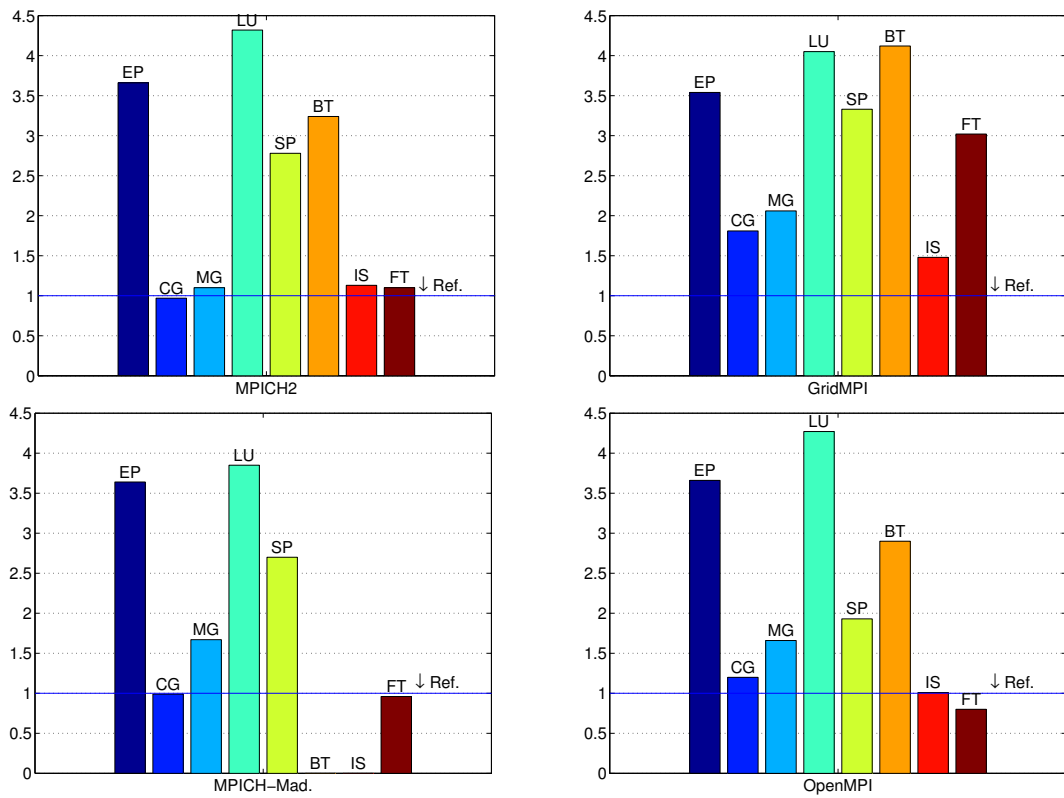 4.5
4
3.5
3
2.5
2
1.5
1
0.5
0
EP
CG
MG
LU
SP
BT
IS
FT
↓ Ref.
MPICH2
4.5
4
3.5
3
2.5
2
1.5
1
0.5
0
EP
CG
MG
LU
SP
BT
IS
FT
↓ Ref.
GridMPI
4.5
4
3.5
3
2.5
2
1.5
1
0.5
0
EP
CG
MG
LU
SP
BT
IS
FT
↓ Ref.
MPICH−Mad.
4.5
4
3.5
3
2.5
2
1.5
1
0.5
0
EP
CG
MG
LU
SP
BT
IS
FT
↓ Ref.
OpenMPI